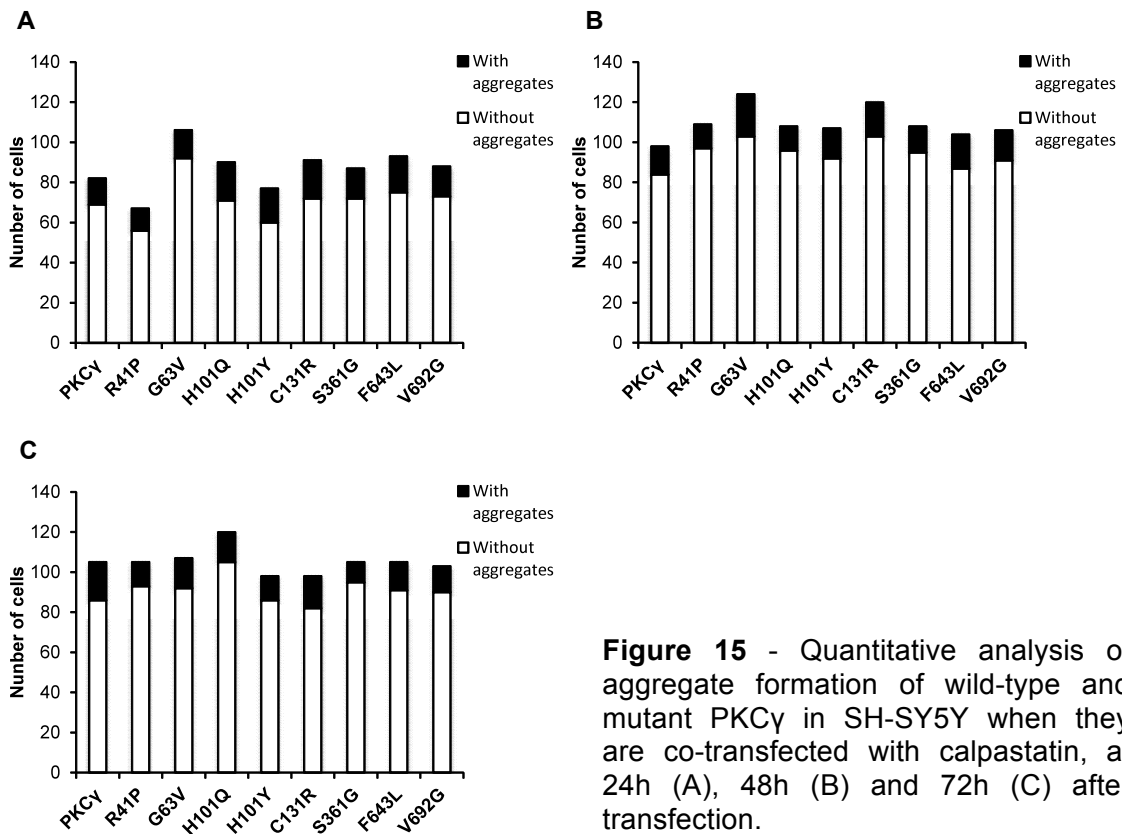 A
With
aggregates
Without
aggregates
Nunber of cells
140
120
100
80
60
40
20
0
PKCγ
R41P
G63V
H101Q
H101Y
C131R
S361G
F643L
V692G
B
With
aggregates
Without
aggregates
Nunber of cells
140
120
100
80
60
40
20
0
PKCγ
R41P
G63V
H101Q
H101Y
C131R
S361G
F643L
V692G
C
With
aggregates
Without
aggregates
Nunber of cells
140
120
100
80
60
40
20
0
PKCγ
R41P
G63V
H101Q
H101Y
C131R
S361G
F643L
V692G
Figure 15 - Quantitative analysis o
aggregate formation of wild-type and
mutant PKCγ in SH-SY5Y when they
are co-transfected with calpastatin, a
24h (A), 48h (B) and 72h (C) afte
transfection.